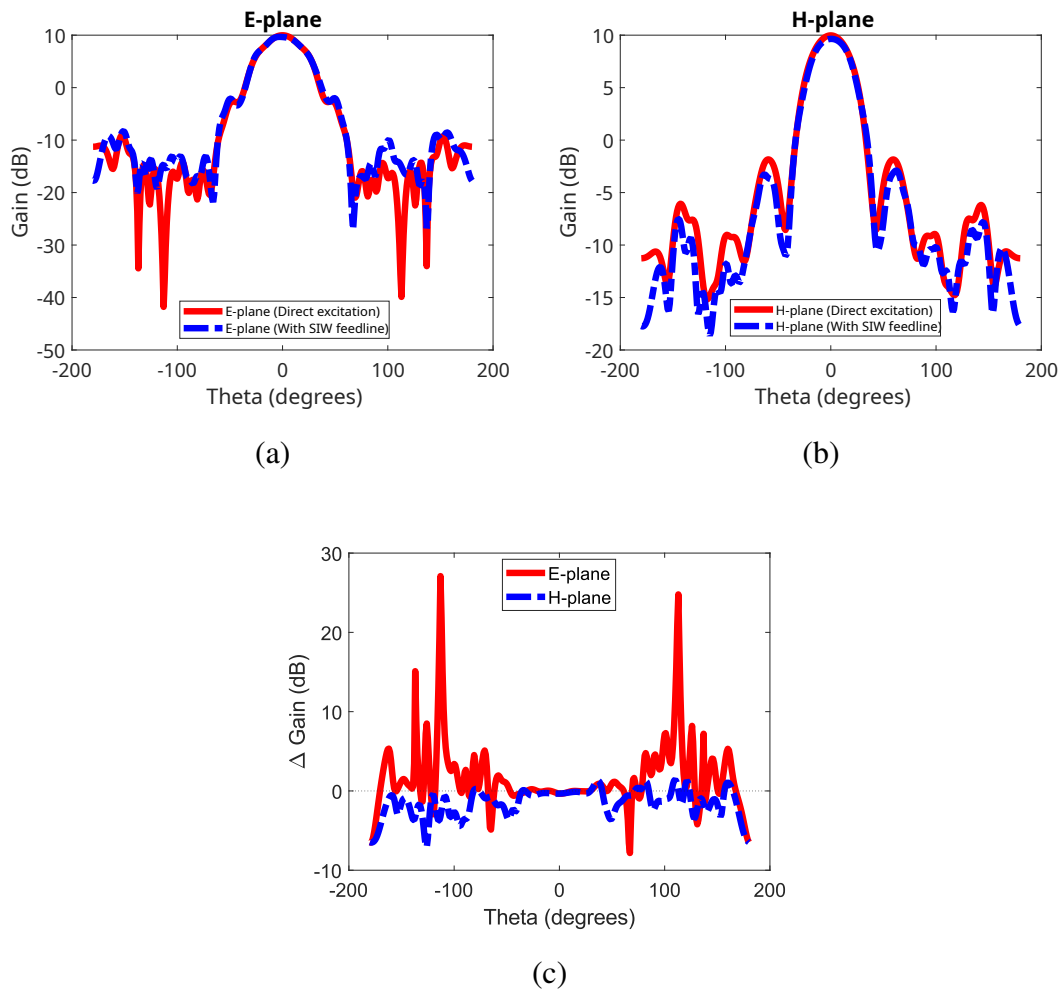 E-plane
10
0
-10
-20
-30
-40
-50
Gain (dB)
E-plane (Direct excitation)
E-plane (With SIW feedline)
-200
-100
0
100
200
Theta (degrees)
(a)
H-plane
10
5
0
-5
-10
-15
-20
Gain (dB)
H-plane (Direct excitation)
H-plane (With SIW feedline)
-200
-100
0
100
200
Theta (degrees)
(b)
30
20
10
0
-10
Δ Gain (dB)
E-plane
H-plane
-200
-100
0
100
200
Theta (degrees)
(c)